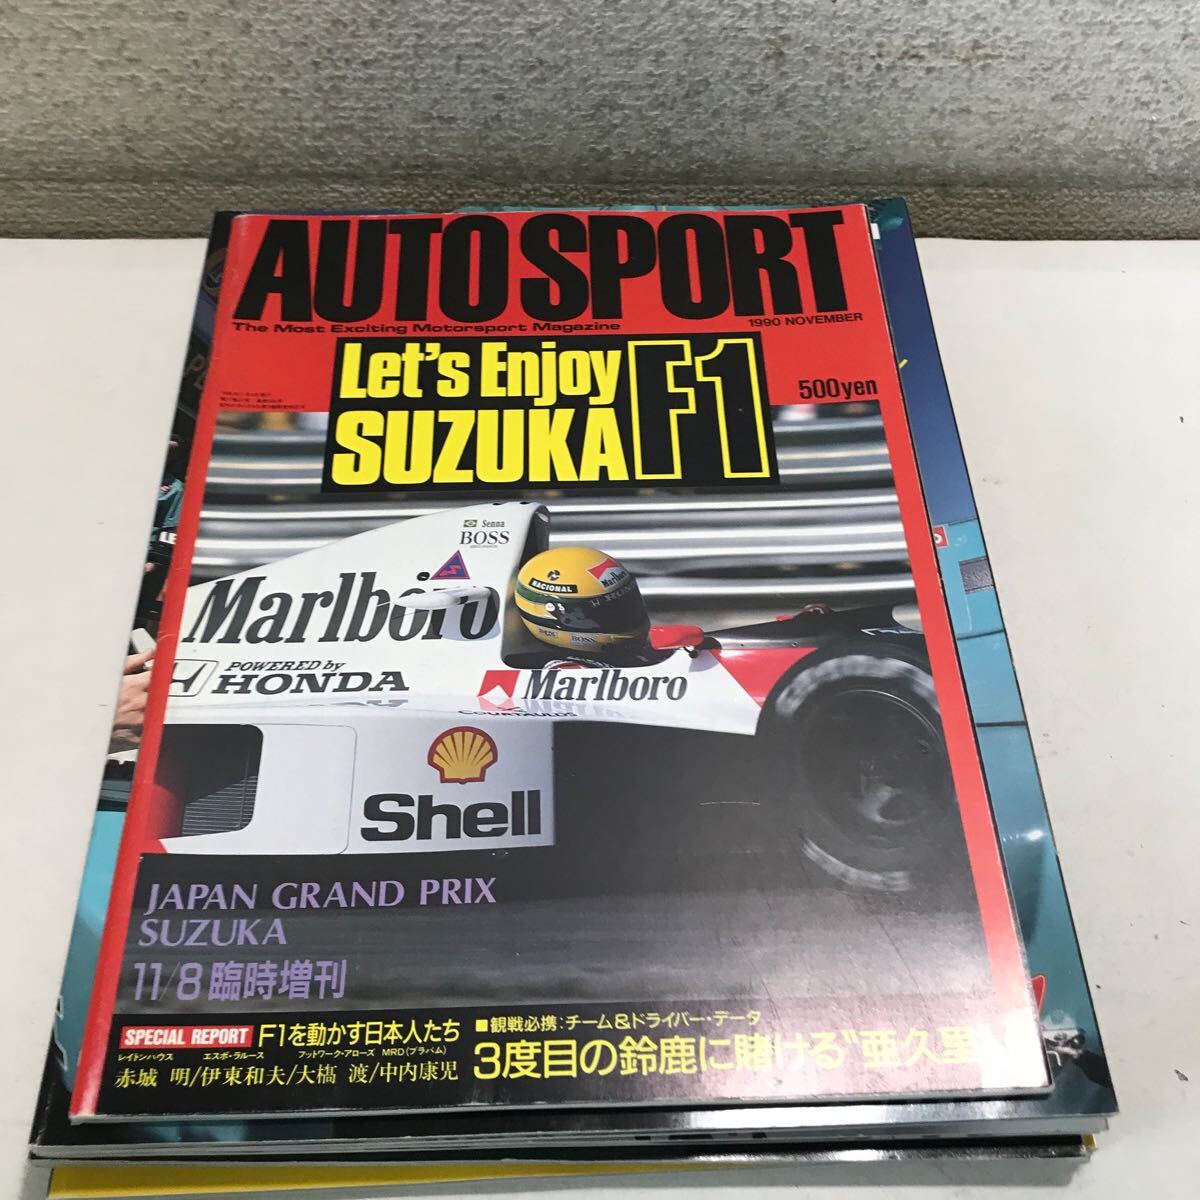 AUTO SPORT
The Most Exciting Motorsport Magazine
1990 NOVEMBER
Let's Enjoy
SUZUKA
F1
500yen
Senna
BOSS
NACIONAL
Marlboro
POWERED by
HONDA
Marlboro
COURTAULDS
Shell
JAPAN GRAND PRIX
SUZUKA
11/8臨時増刊
SPECIAL REPORT F1を動かす日本人たち
レイトンハウス エスポ・ラルース フットワーク・アローズ MRD(ブラバム)
赤城 明/伊東和夫/大槗 渡/中内康児
■観戦必携:チーム&ドライバー・データ
3度目の鈴鹿に賭ける"亜久里